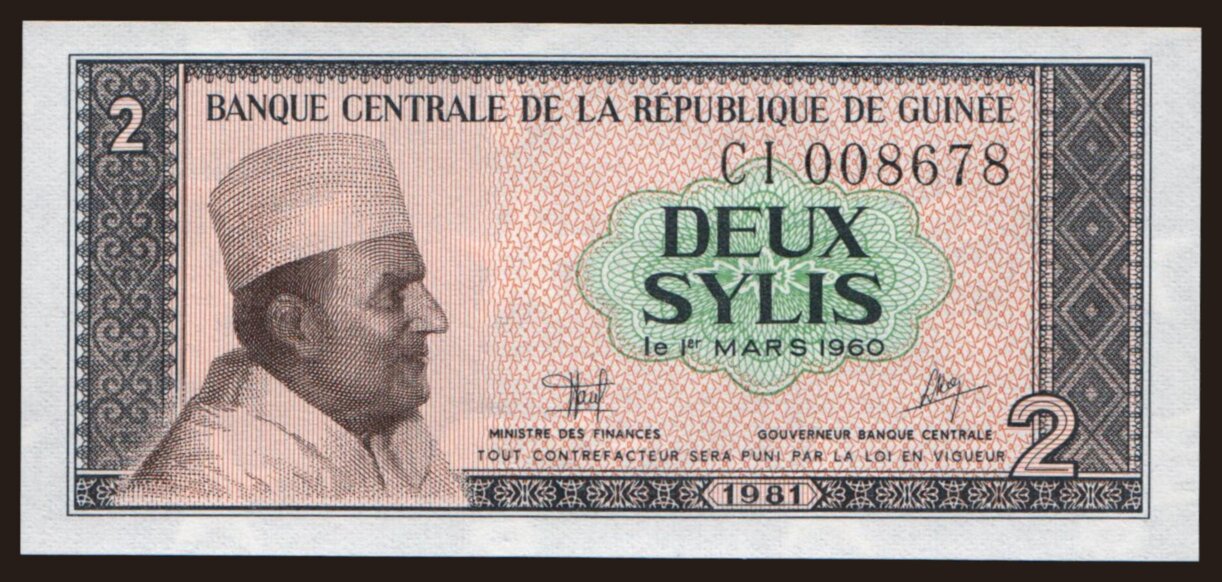 2
BANQUE CENTRALE DE LA RÉPUBLIQUE DE GUINÉE
CI 008678
DEUX
SYLIS
le 1er MARS 1960
MINISTRE DES FINANCES
GOUVERNEUR BANQUE CENTRALE
TOUT CONTREFACTEUR SERA PUNI PAR LA LOI EN VIGUEUR
2
1981